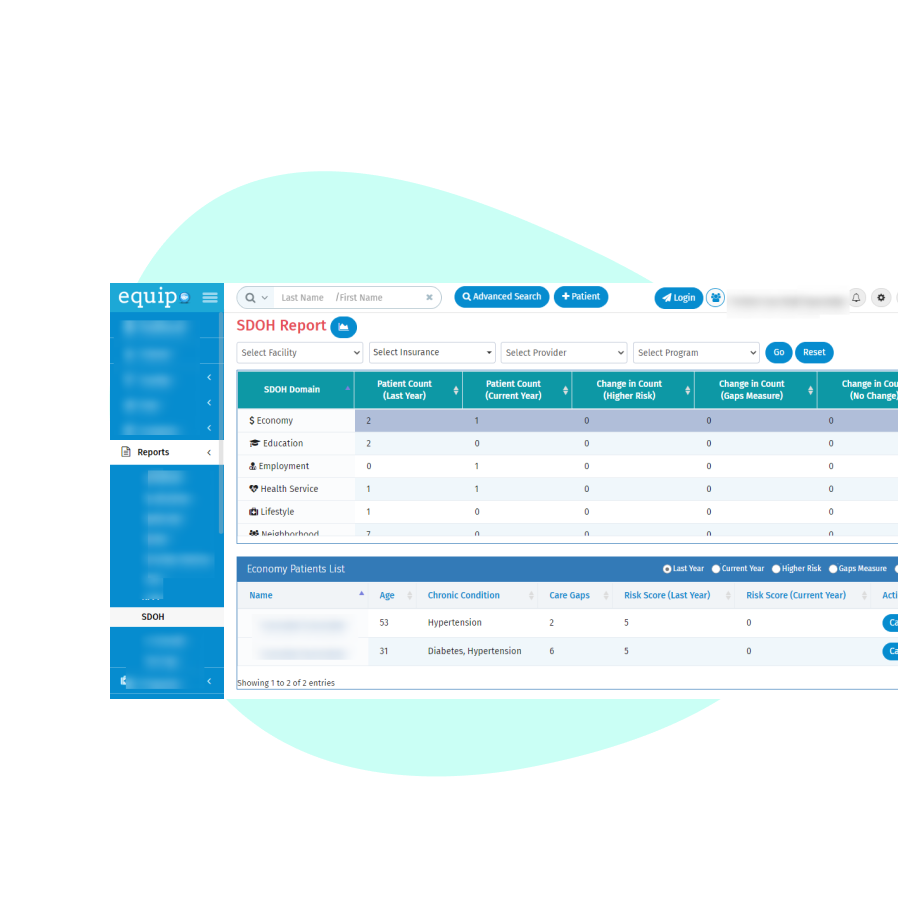 equip
Last Name /First Name
Advanced Search
Patient
Login
SDOH Report
Select Facility Select Insurance Select Provider Select Program Go Reset
SDOH Domain
Patient Count
(Last Year)
Patient Count
(Current Year)
Change in Count
(Higher Risk)
Change in Count
(Gaps Measure)
Change in Cou
(No Change)
Economy 2 1 0 0 0
Education 2 0 0 0 0
Employment 0 1 0 0 0
Health Service 1 1 0 0 0
Lifestyle 1 0 0 0 0
Neighborhood 7 0 0 0 0
Reports
SDOH
Economy Patients List
Last Year Current Year Higher Risk Gaps Measure
Name Age Chronic Condition Care Gaps Risk Score (Last Year) Risk Score (Current Year) Acti
53 Hypertension 2 5 0 Ca
31 Diabetes, Hypertension 6 5 0 Ca
Showing 1 to 2 of 2 entries